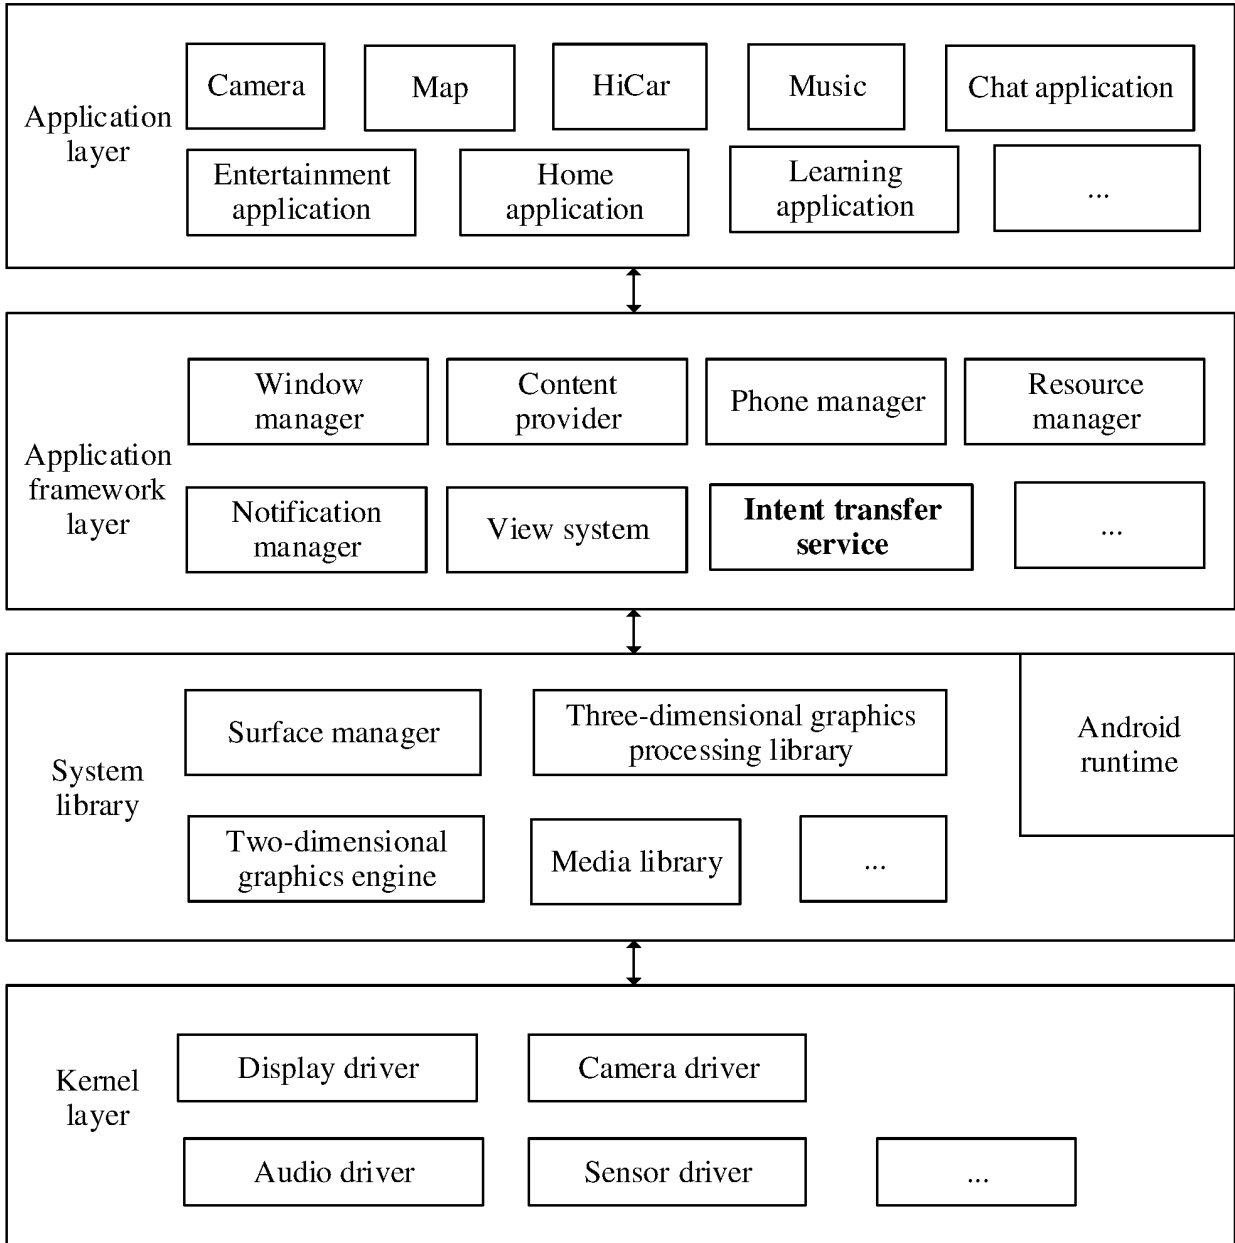 Application
layer
Camera
Map
HiCar
Music
Chat application
Entertainment
application
Home
application
Learning
application
...
Application
framework
layer
Window
manager
Content
provider
Phone manager
Resource
manager
Notification
manager
View system
Intent transfer
service
...
System
library
Surface manager
Three-dimensional graphics
processing library
Android
runtime
Two-dimensional
graphics engine
Media library
...
Kernel
layer
Display driver
Camera driver
Audio driver
Sensor driver
...